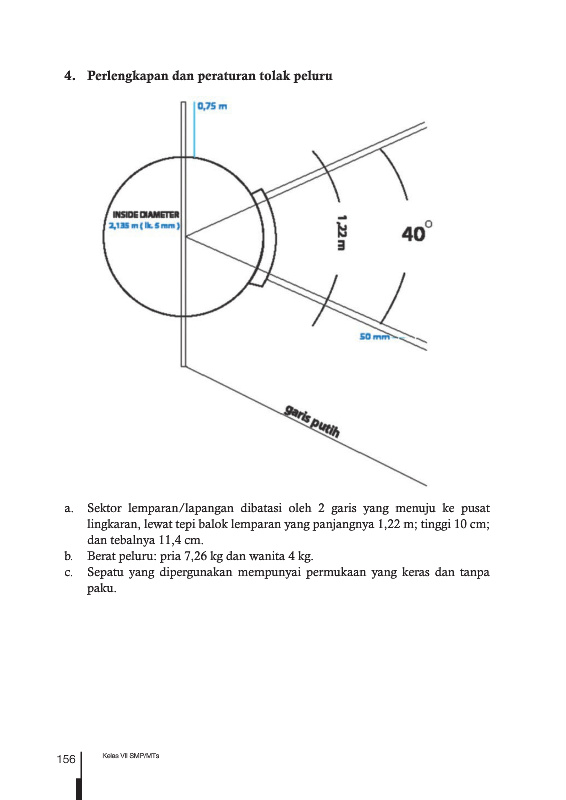 4. Perlengkapan dan peraturan tolak peluru
0,75 m
INSIDE DIAMETER
2,135 m ( lk. 5 mm )
1,22 m
40°
50 mm
garis putih
a. Sektor lemparan/lapangan dibatasi oleh 2 garis yang menuju ke pusat
lingkaran, lewat tepi balok lemparan yang panjangnya 1,22 m; tinggi 10 cm;
dan tebalnya 11,4 cm.
b. Berat peluru: pria 7,26 kg dan wanita 4 kg.
c. Sepatu yang dipergunakan mempunyai permukaan yang keras dan tanpa
paku.
156
Kelas VII SMP/MTs